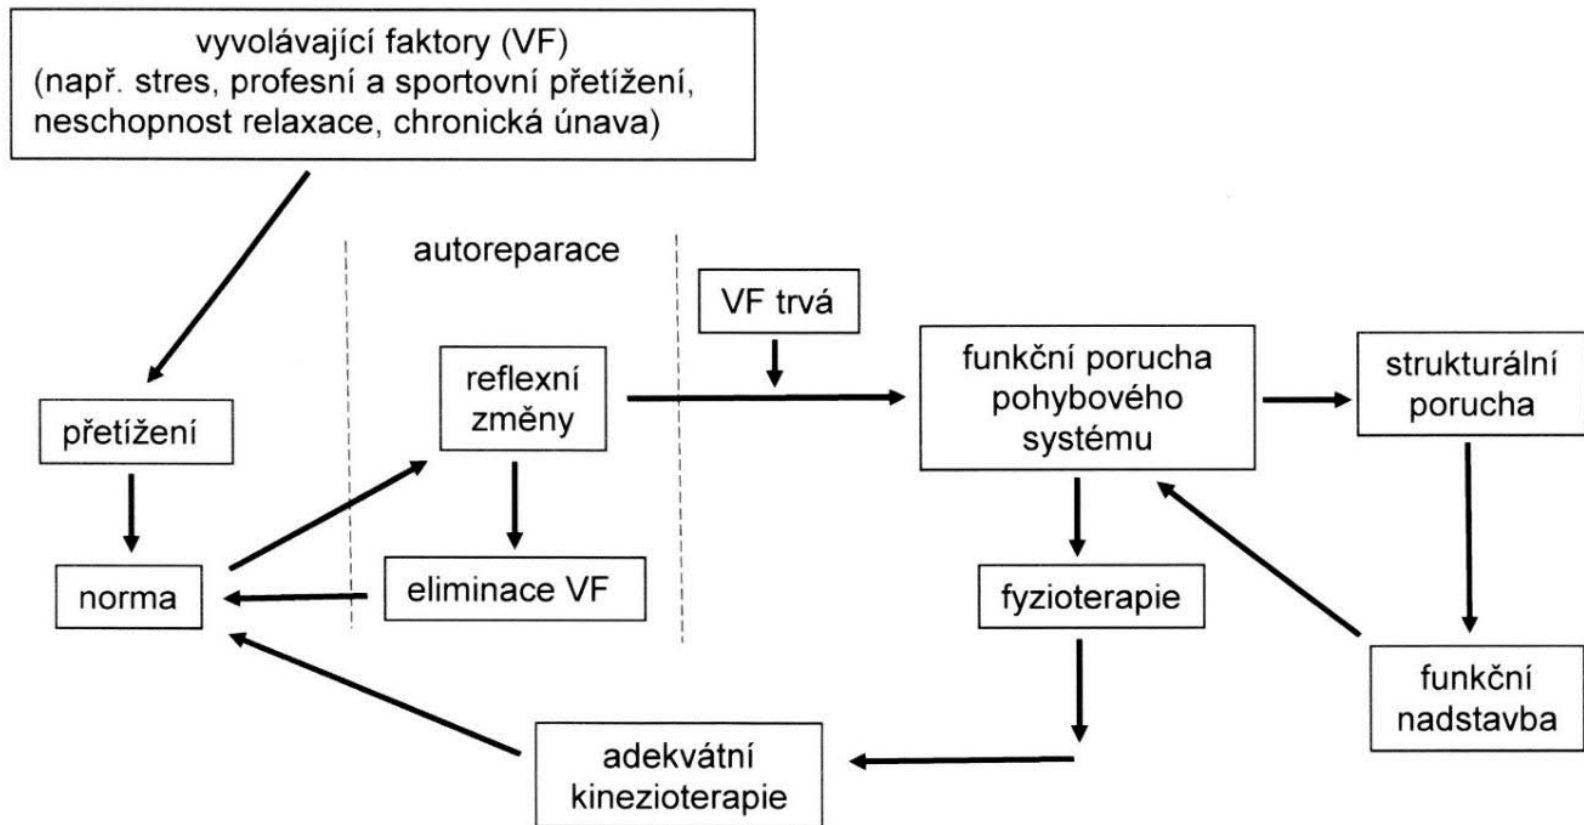 vyvolávající faktory (VF)
(např. stres, profesní a sportovní přetížení,
neschopnost relaxace, chronická únava)
autoreparace
VF trvá
přetížení
reflexní
změny
funkční porucha
pohybového
systému
strukturální
porucha
norma
eliminace VF
fyzioterapie
funkční
nadstavba
adekvátní
kinezioterapie